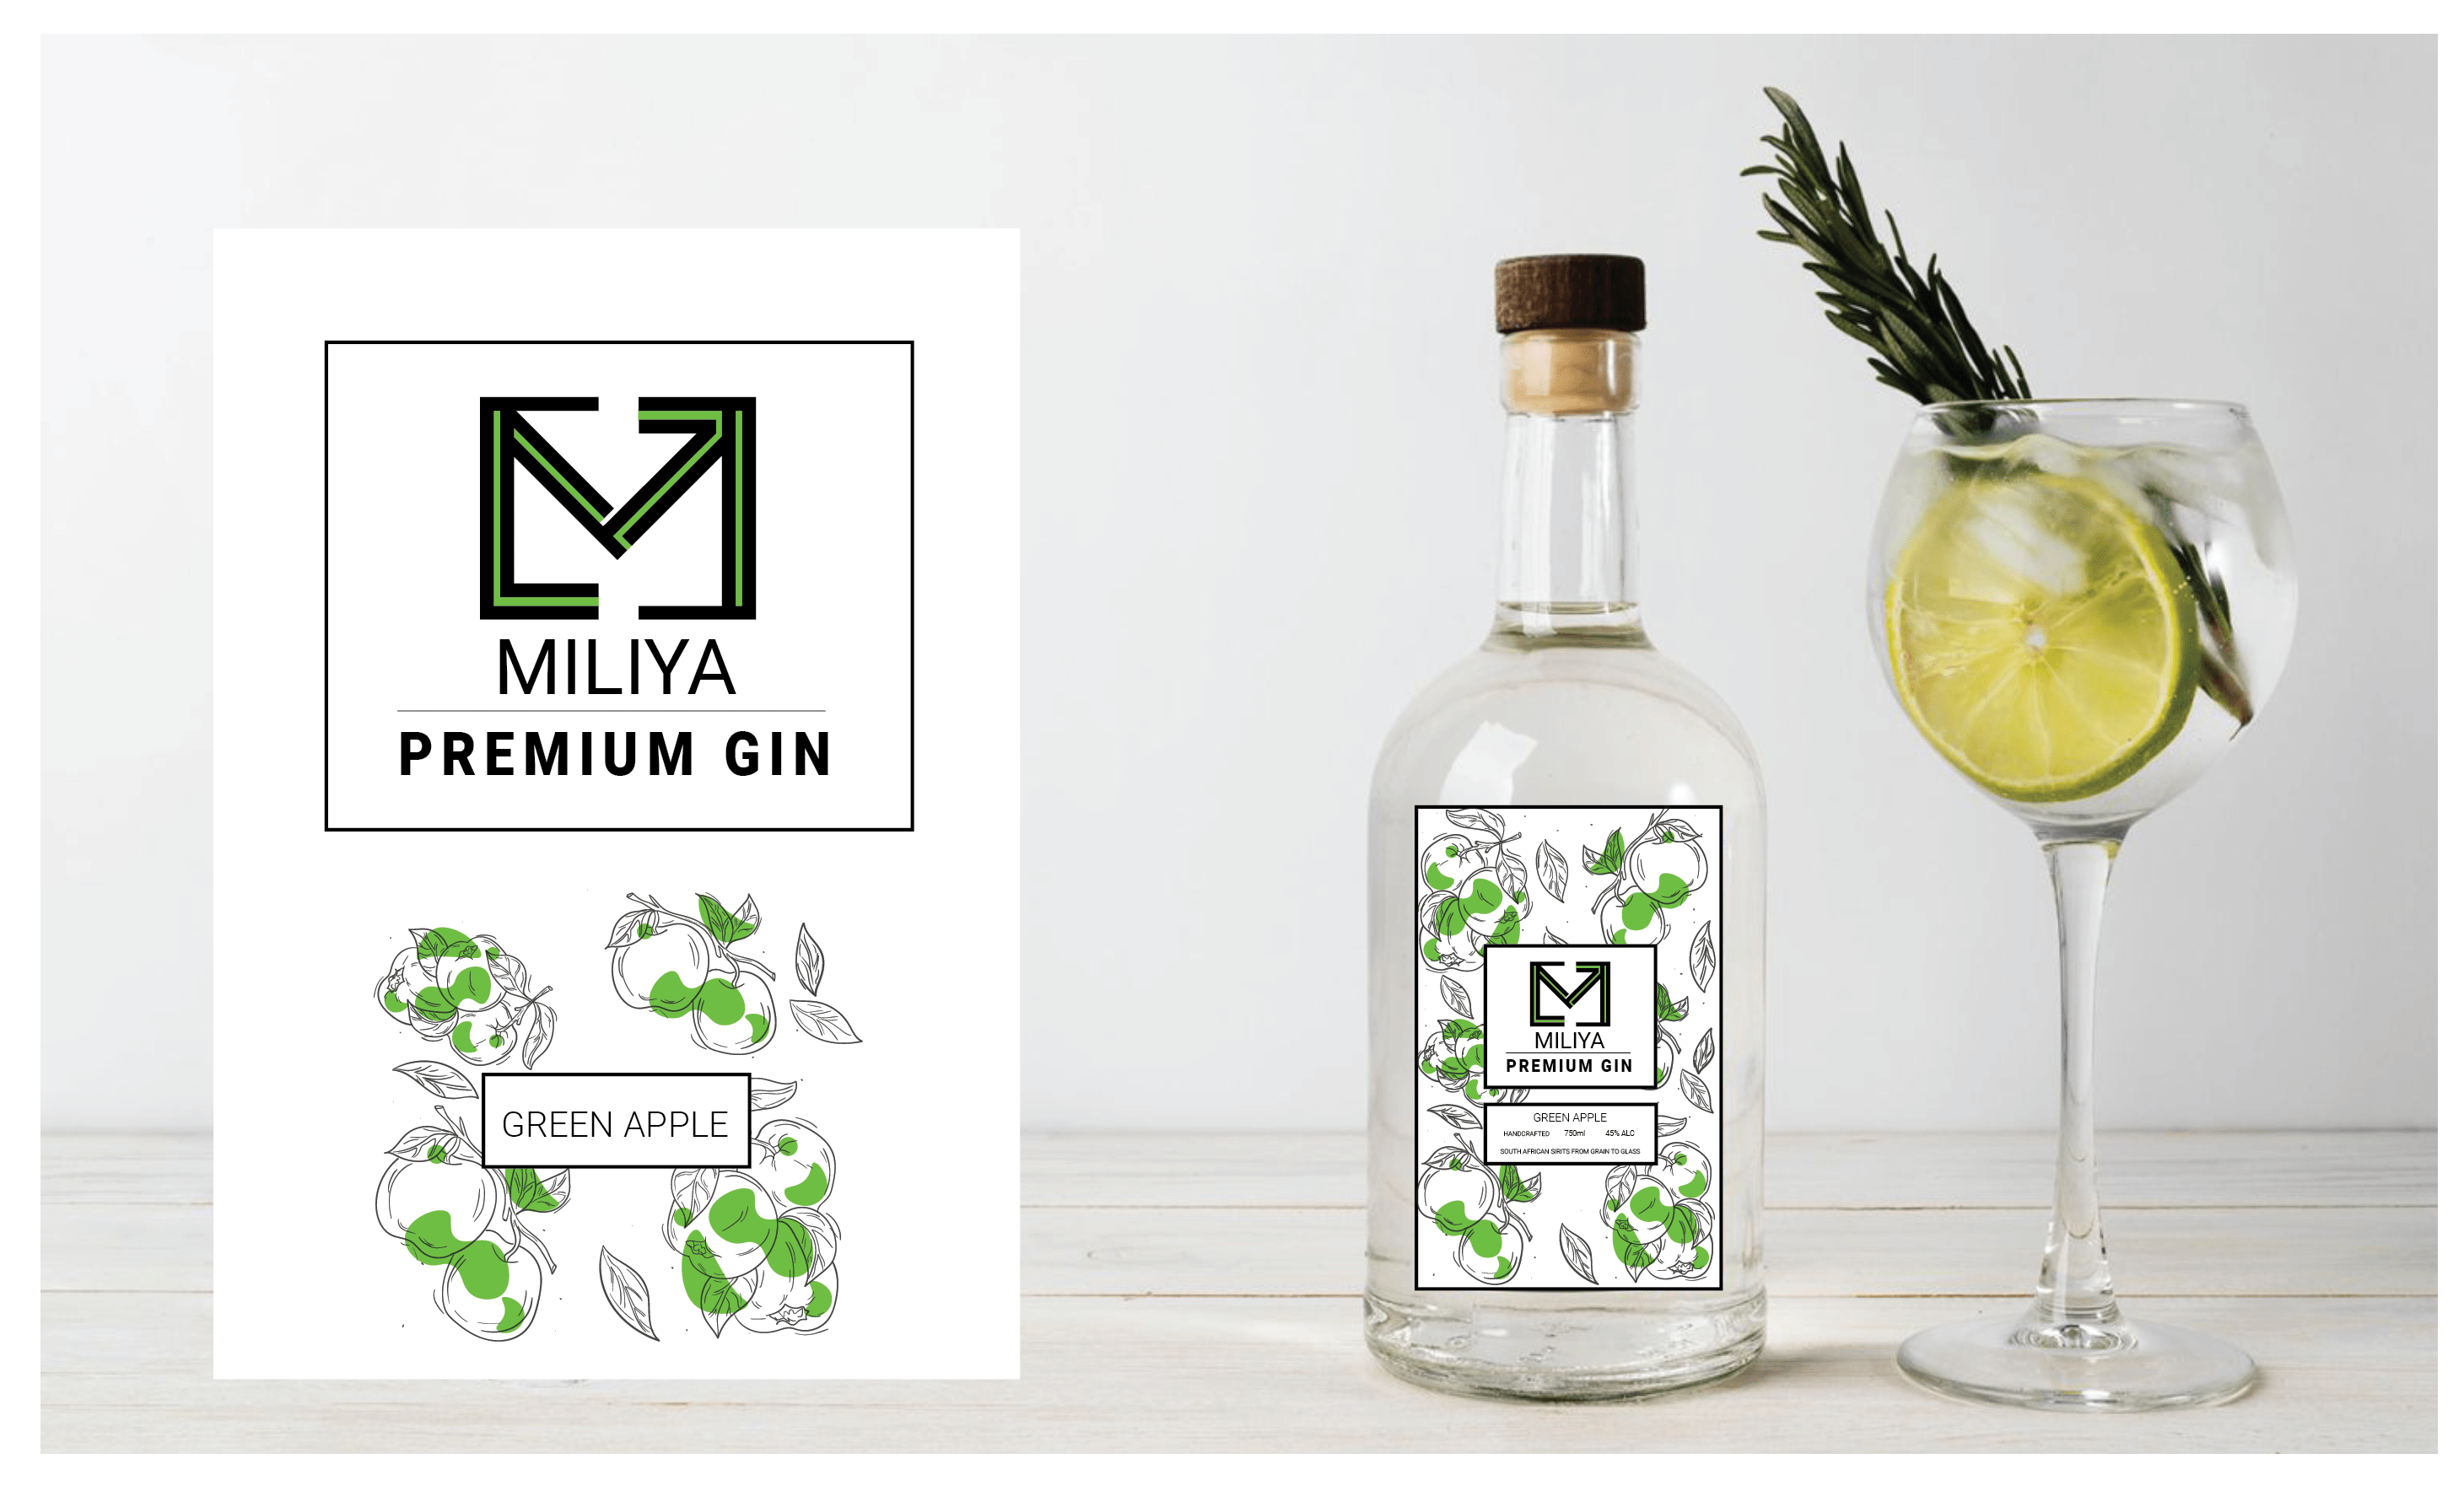 MILIYA
PREMIUM GIN
GREEN APPLE
MILIYA
PREMIUM GIN
GREEN APPLE
HANDCRAFTED 750ml 45% ALC
SOUTH AFRICAN SIRITS FROM GRAIN TO GLASS